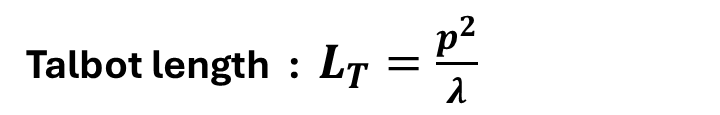 Talbot length : L_T = p²/λ